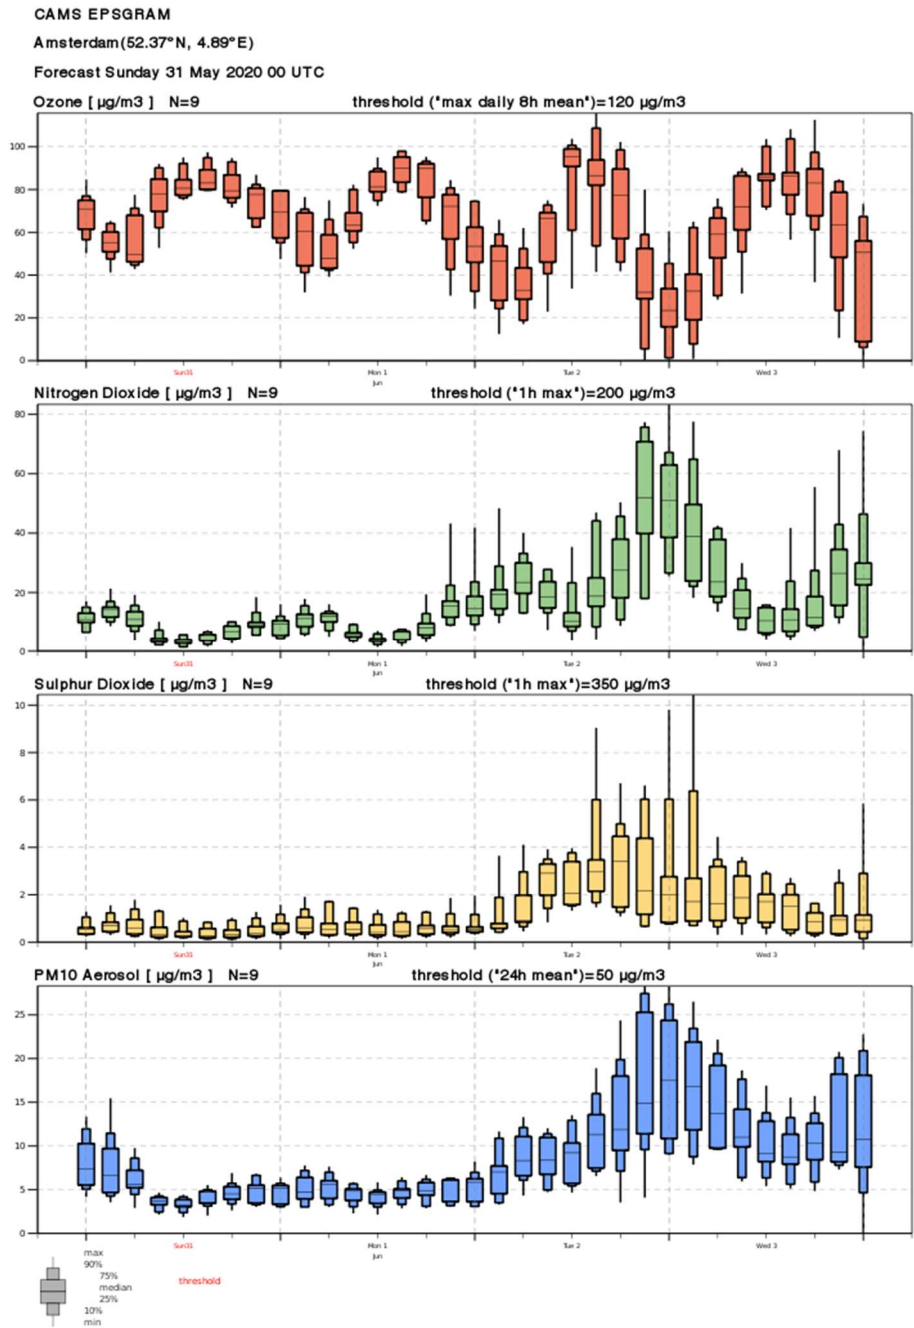 CAMS EPSGRAM
Amsterdam(52.37°N, 4.89°E)
Forecast Sunday 31 May 2020 00 UTC
Ozone [ µg/m3 ] N=9 threshold ("max daily 8h mean")=120 µg/m3
100
80
60
40
20
0
Sun31 Mon 1 Tue 2 Wed 3
Jun
Nitrogen Dioxide [ µg/m3 ] N=9 threshold ("1h max")=200 µg/m3
80
60
40
20
0
Sun31 Mon 1 Tue 2 Wed 3
Jun
Sulphur Dioxide [ µg/m3 ] N=9 threshold ("1h max")=350 µg/m3
10
8
6
4
2
0
Sun31 Mon 1 Tue 2 Wed 3
Jun
PM10 Aerosol [ µg/m3 ] N=9 threshold ("24h mean")=50 µg/m3
25
20
15
10
5
0
Sun31 Mon 1 Tue 2 Wed 3
Jun
max
90%
75%
median
25%
10%
min
threshold